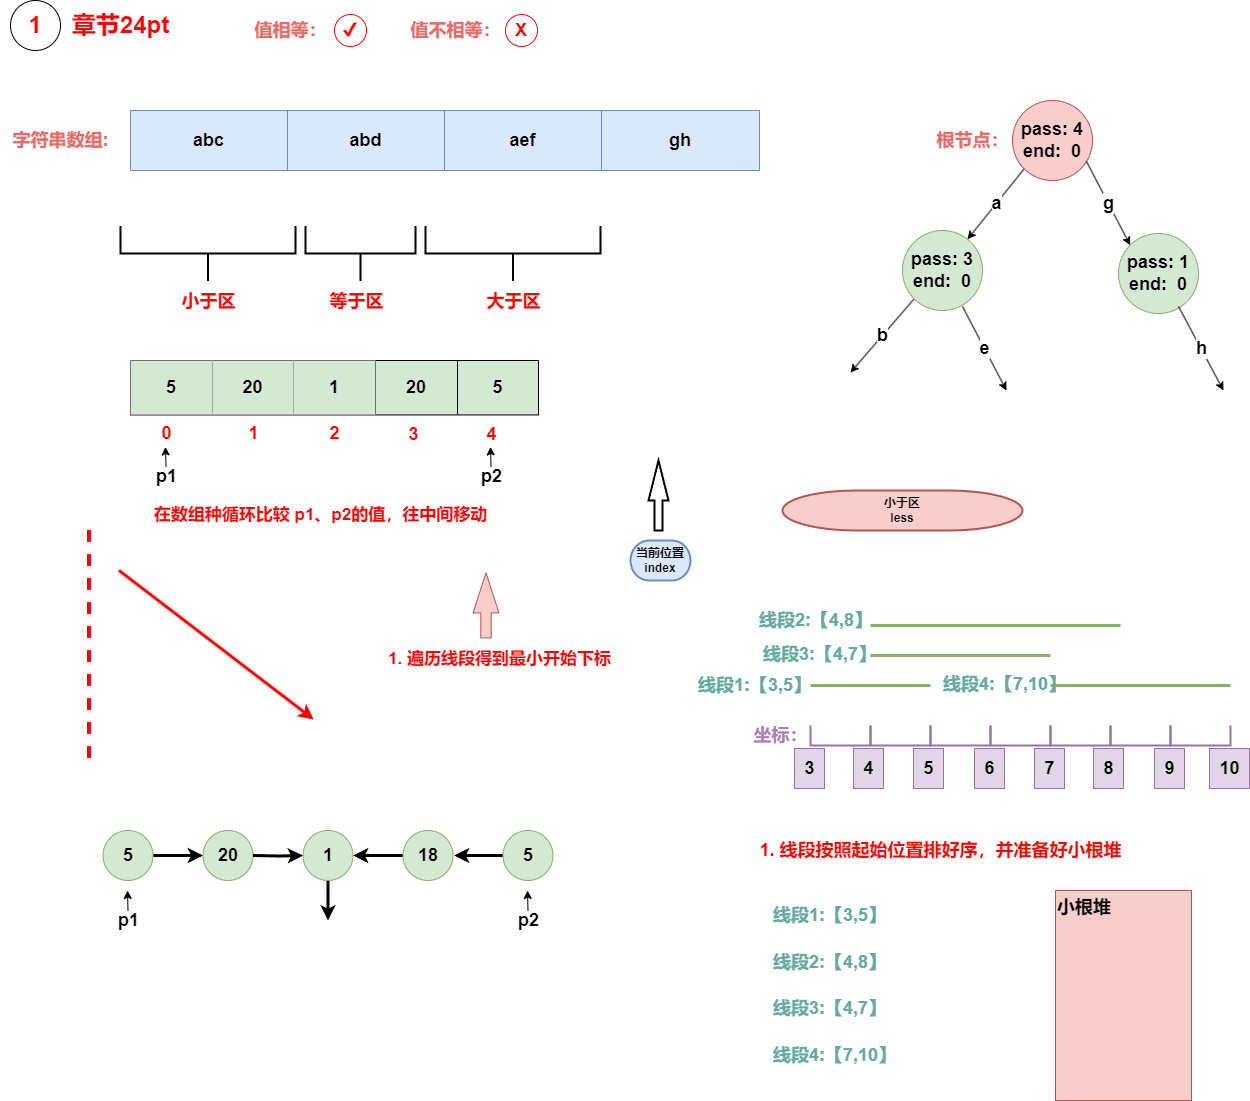 1 章节24pt
值相等： ✓ 值不相等： X
字符串数组:
abc abd aef gh
小于区 等于区 大于区
5 20 1 20 5
0 1 2 3 4
p1 p2
在数组种循环比较 p1、p2的值，往中间移动
1. 遍历线段得到最小开始下标
5 20 1 18 5
p1 p2
当前位置
index
根节点：
pass: 4
end: 0
a g
pass: 3
end: 0
pass: 1
end: 0
b e h
小于区
less
线段2:【4,8】
线段3:【4,7】
线段1:【3,5】 线段4:【7,10】
坐标：
3 4 5 6 7 8 9 10
1. 线段按照起始位置排好序，并准备好小根堆
线段1:【3,5】
线段2:【4,8】
线段3:【4,7】
线段4:【7,10】
小根堆